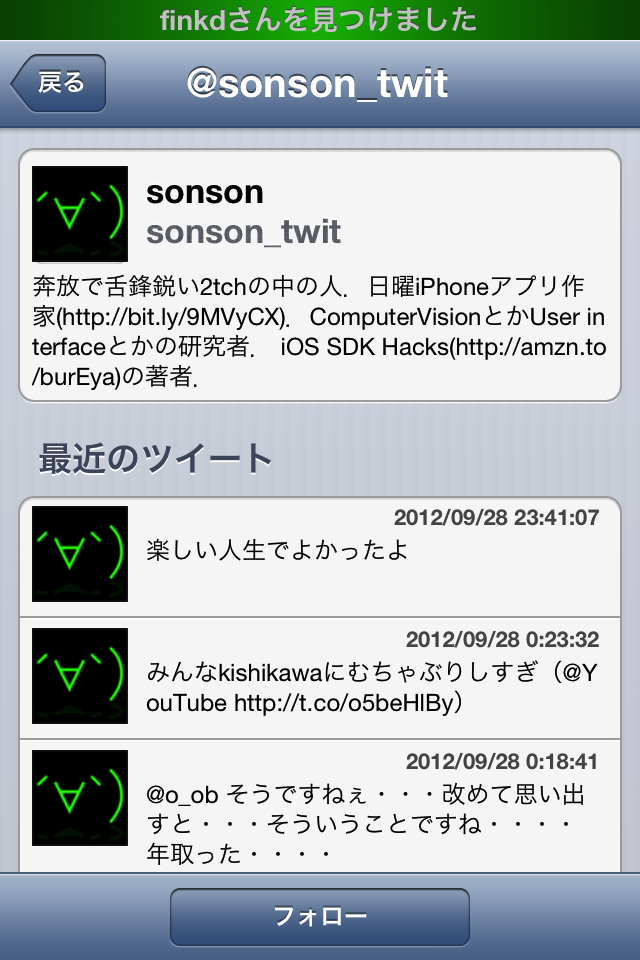 finkdさんを見つけました
戻る
@sonson_twit
sonson
sonson_twit
奔放で舌鋒鋭い2tchの中の人．日曜iPhoneアプリ作
家(http://bit.ly/9MVyCX)．ComputerVisionとかUser in
terfaceとかの研究者． iOS SDK Hacks(http://amzn.to
/burEya)の著者．
最近のツイート
2012/09/28 23:41:07
楽しい人生でよかったよ
2012/09/28 0:23:32
みんなkishikawaにむちゃぶりしすぎ（@Y
ouTube http://t.co/o5beHlBy）
2012/09/28 0:18:41
@o_ob そうですねぇ・・・改めて思い出
すと・・・そういうことですね・・・・
年取った・・・・
フォロー